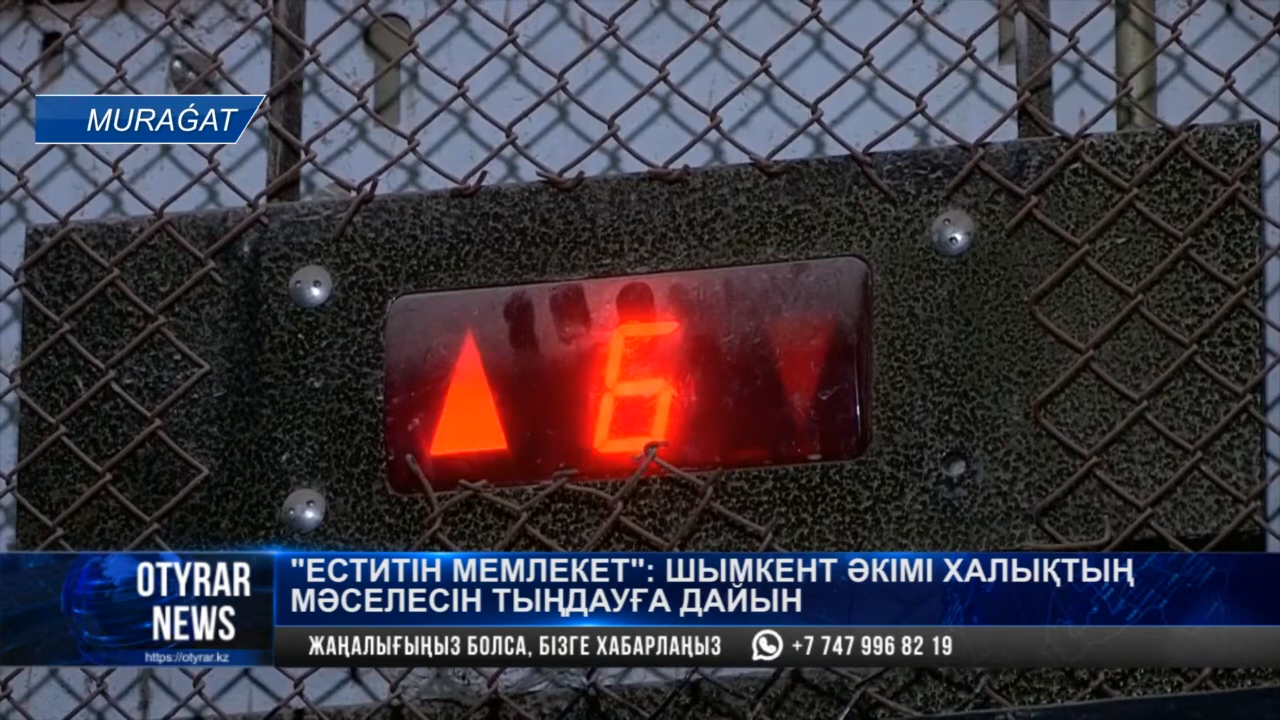 MURAǴAT
6
OTYRAR
NEWS
https://otyrar.kz
"ЕСТИТІН МЕМЛЕКЕТ": ШЫМКЕНТ ӘКІМІ ХАЛЫҚТЫҢ
МӘСЕЛЕСІН ТЫҢДАУҒА ДАЙЫН
ЖАҢАЛЫҒЫҢЫЗ БОЛСА, БІЗГЕ ХАБАРЛАҢЫЗ +7 747 996 82 19